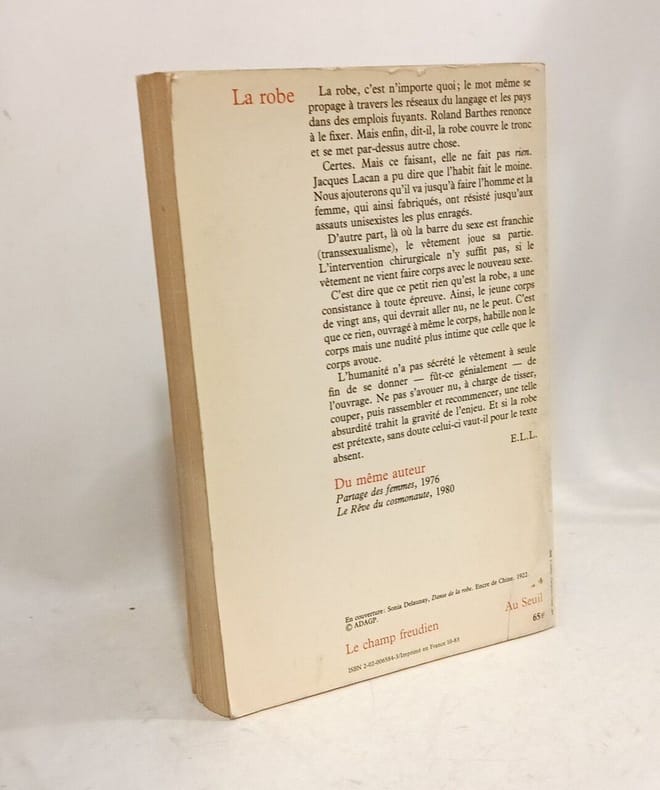 La robe
La robe, c'est n'importe quoi; le mot même se
propage à travers les réseaux du langage et les pays
dans des emplois fuyants. Roland Barthes renonce
à le fixer. Mais enfin, dit-il, la robe couvre le tronc
et se met par-dessus autre chose.
Certes. Mais ce faisant, elle ne fait pas rien.
Jacques Lacan a pu dire que l'habit fait le moine.
Nous ajouterons qu'il va jusqu'à faire l'homme et la
femme, qui ainsi fabriqués, ont résisté jusqu'aux
assauts unisexistes les plus enragés.
D'autre part, là où la barre du sexe est franchie
(transsexualisme), le vêtement joue sa partie.
L'intervention chirurgicale n'y suffit pas, si le
vêtement ne vient faire corps avec le nouveau sexe.
C'est dire que ce petit rien qu'est la robe, a une
consistance à toute épreuve. Ainsi, le jeune corps
de vingt ans, qui devrait aller nu, ne le peut. C'est
que ce rien, ouvragé à même le corps, habille non le
corps mais une nudité plus intime que celle que le
corps avoue.
L'humanité n'a pas sécrété le vêtement à seule
fin de se donner — fût-ce génialement — de
l'ouvrage. Ne pas s'avouer nu, à charge de tisser,
couper, puis rassembler et recommencer, une telle
absurdité trahit la gravité de l'enjeu. Et si la robe
est prétexte, sans doute celui-ci vaut-il pour le texte
absent.
E.L.L.
Du même auteur
Partage des femmes, 1976
Le Rêve du cosmonaute, 1980
En couverture: Sonia Delaunay, Danse de la robe. Encre de Chine. 1922.
© ADAGP.
Le champ freudien
Au Seuil
ISBN 2-02-006584-3/Imprimé en France 10-83
65F